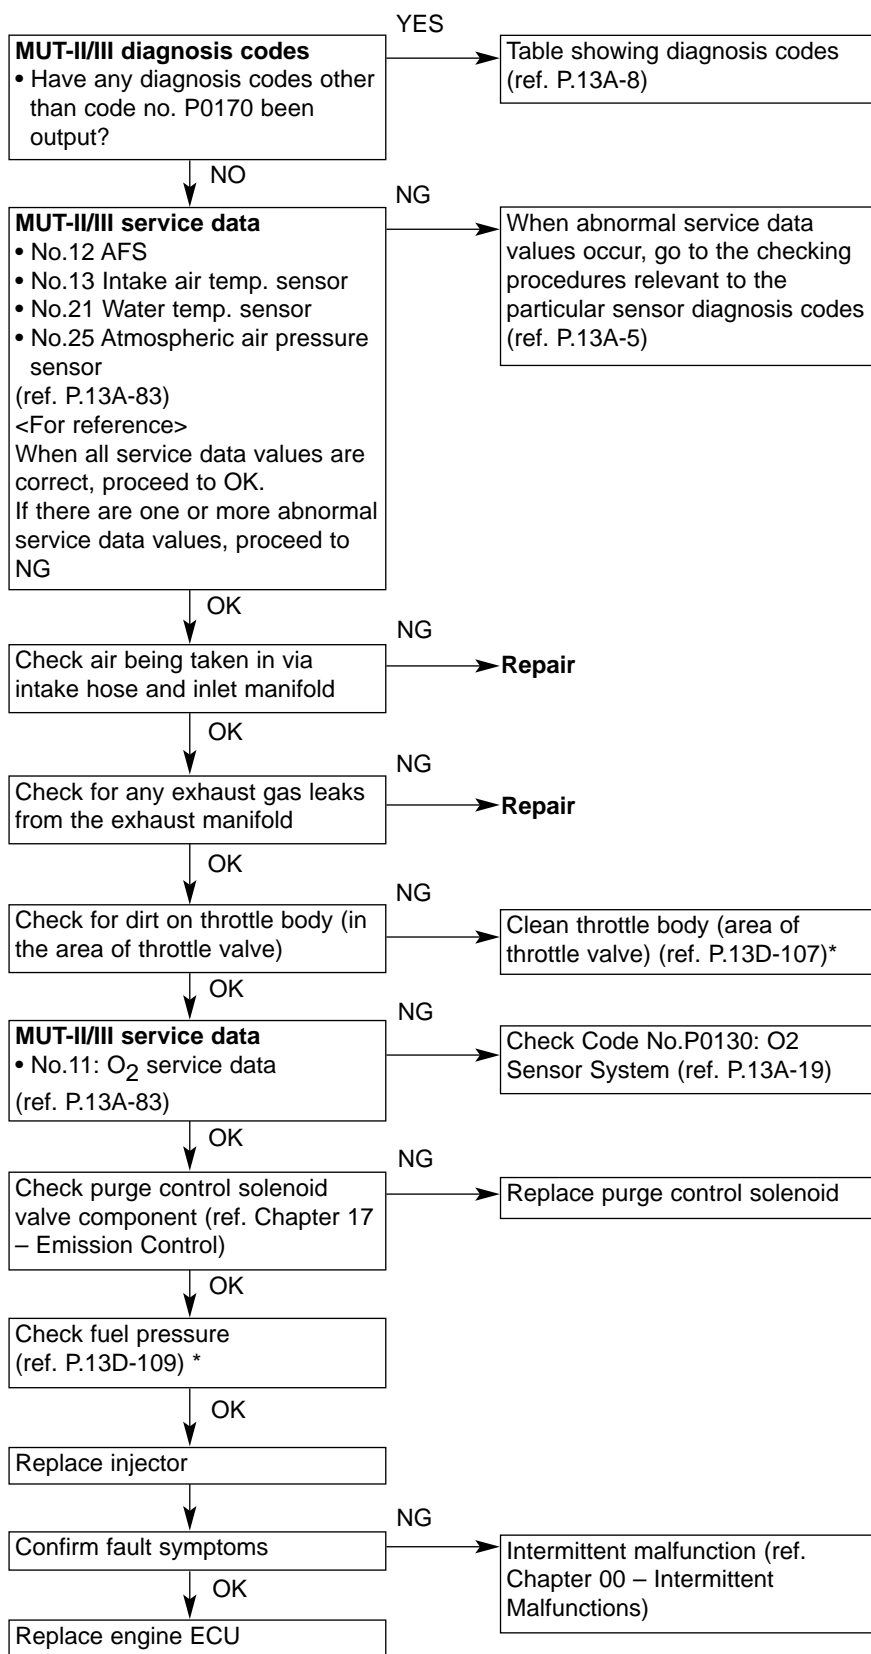 YES
MUT-II/III diagnosis codes
• Have any diagnosis codes other
than code no. P0170 been
output?
Table showing diagnosis codes
(ref. P.13A-8)
NO
NG
MUT-II/III service data
• No.12 AFS
• No.13 Intake air temp. sensor
• No.21 Water temp. sensor
• No.25 Atmospheric air pressure
sensor
(ref. P.13A-83)
<For reference>
When all service data values are
correct, proceed to OK.
If there are one or more abnormal
service data values, proceed to
NG
When abnormal service data
values occur, go to the checking
procedures relevant to the
particular sensor diagnosis codes
(ref. P.13A-5)
OK
NG
Check air being taken in via
intake hose and inlet manifold
Repair
OK
NG
Check for any exhaust gas leaks
from the exhaust manifold
Repair
OK
NG
Check for dirt on throttle body (in
the area of throttle valve)
Clean throttle body (area of
throttle valve) (ref. P.13D-107)*
OK
NG
MUT-II/III service data
• No.11: O2 service data
(ref. P.13A-83)
Check Code No.P0130: O2
Sensor System (ref. P.13A-19)
OK
NG
Check purge control solenoid
valve component (ref. Chapter 17
– Emission Control)
Replace purge control solenoid
OK
Check fuel pressure
(ref. P.13D-109) *
OK
Replace injector
NG
Confirm fault symptoms
Intermittent malfunction (ref.
Chapter 00 – Intermittent
Malfunctions)
OK
Replace engine ECU